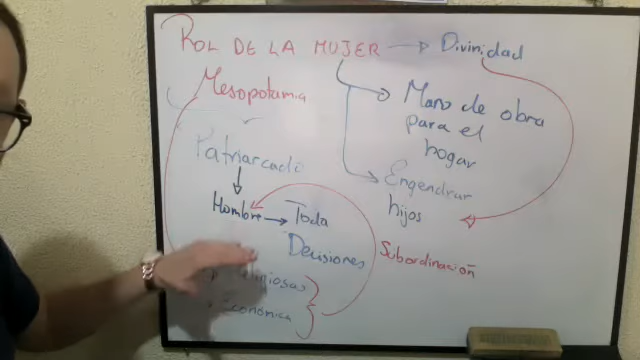 ROL DE LA MUJER → Divinidad
Mesopotamia
Mano de obra
para el
hogar
Patriarcado
Engendrar
hijos
Hombre → Toda
Decisiones
Subordinación
Económica